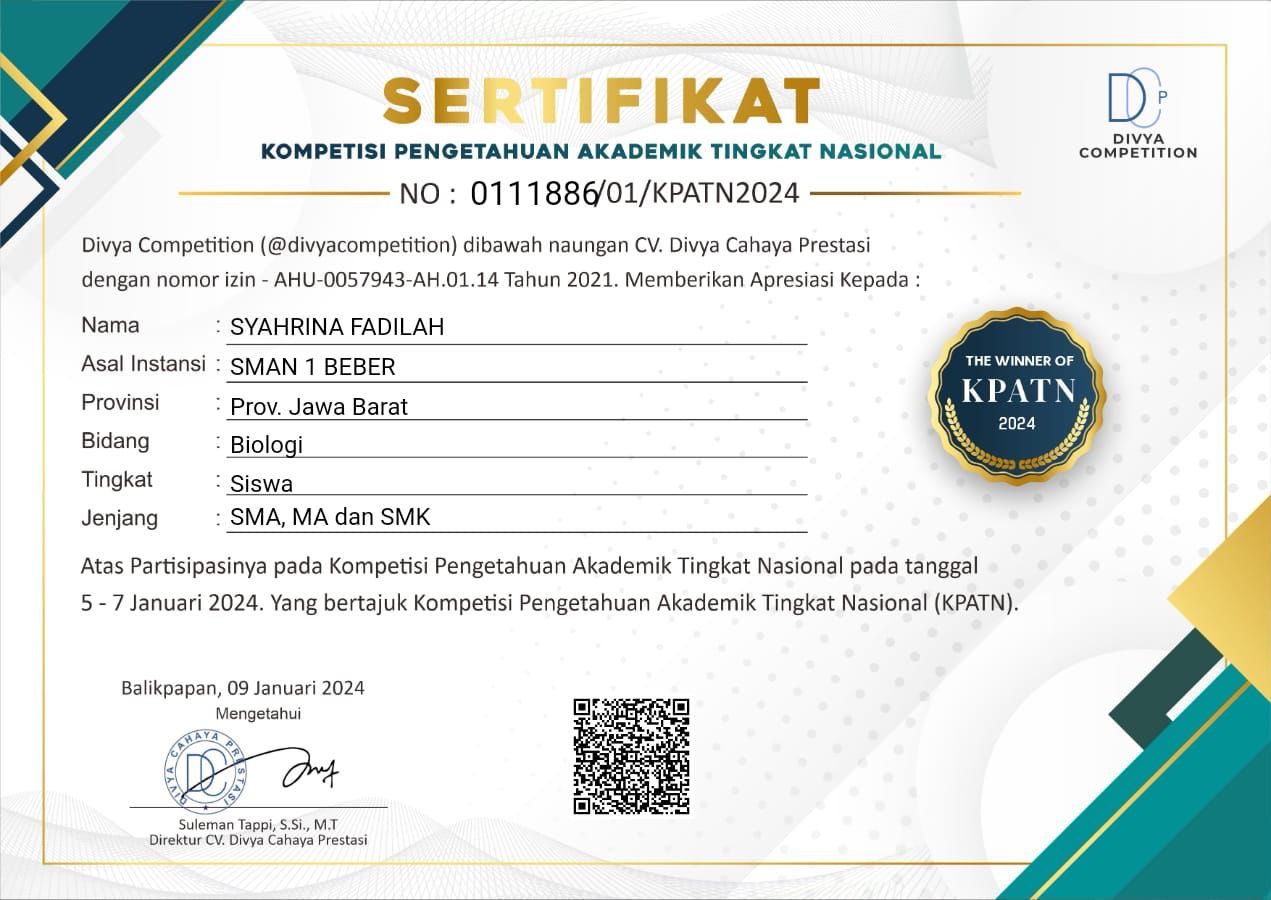 SERTIFIKAT
KOMPETISI PENGETAHUAN AKADEMIK TINGKAT NASIONAL
NO : 0111886/01/KPATN2024
DCP
DIVYA
COMPETITION
Divya Competition (@divyacompetition) dibawah naungan CV. Divya Cahaya Prestasi
dengan nomor izin - AHU-0057943-AH.01.14 Tahun 2021. Memberikan Apresiasi Kepada :
Nama : SYAHRINA FADILAH
Asal Instansi : SMAN 1 BEBER
Provinsi : Prov. Jawa Barat
Bidang : Biologi
Tingkat : Siswa
Jenjang : SMA, MA dan SMK
THE WINNER OF
KPATN
2024
Atas Partisipasinya pada Kompetisi Pengetahuan Akademik Tingkat Nasional pada tanggal
5 - 7 Januari 2024. Yang bertajuk Kompetisi Pengetahuan Akademik Tingkat Nasional (KPATN).
Balikpapan, 09 Januari 2024
Mengetahui
DIVYA CAHAYA PRESTASI
DC
Suleman Tappi, S.Si., M.T
Direktur CV. Divya Cahaya Prestasi